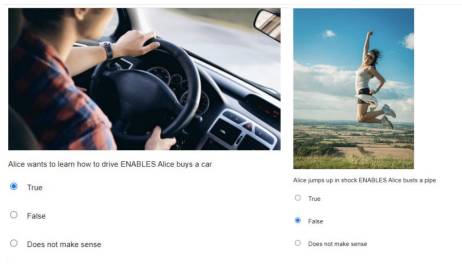 Alice wants to learn how to drive ENABLES Alice buys a car
True
False
Does not make sense
Alice jumps up in shock ENABLES Alice busts a pipe
True
False
Does not make sense